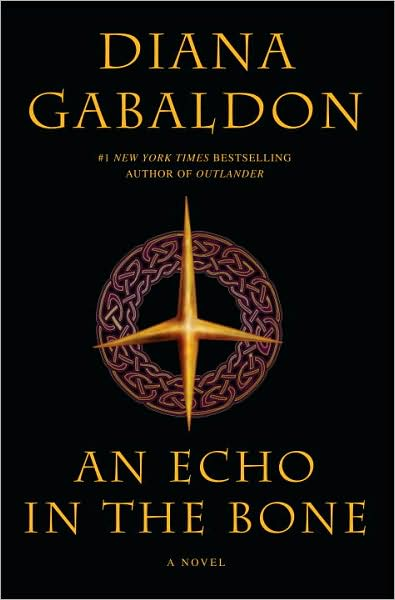 DIANA
GABALDON
#1 NEW YORK TIMES BESTSELLING
AUTHOR OF OUTLANDER
AN ECHO
IN THE BONE
A NOVEL